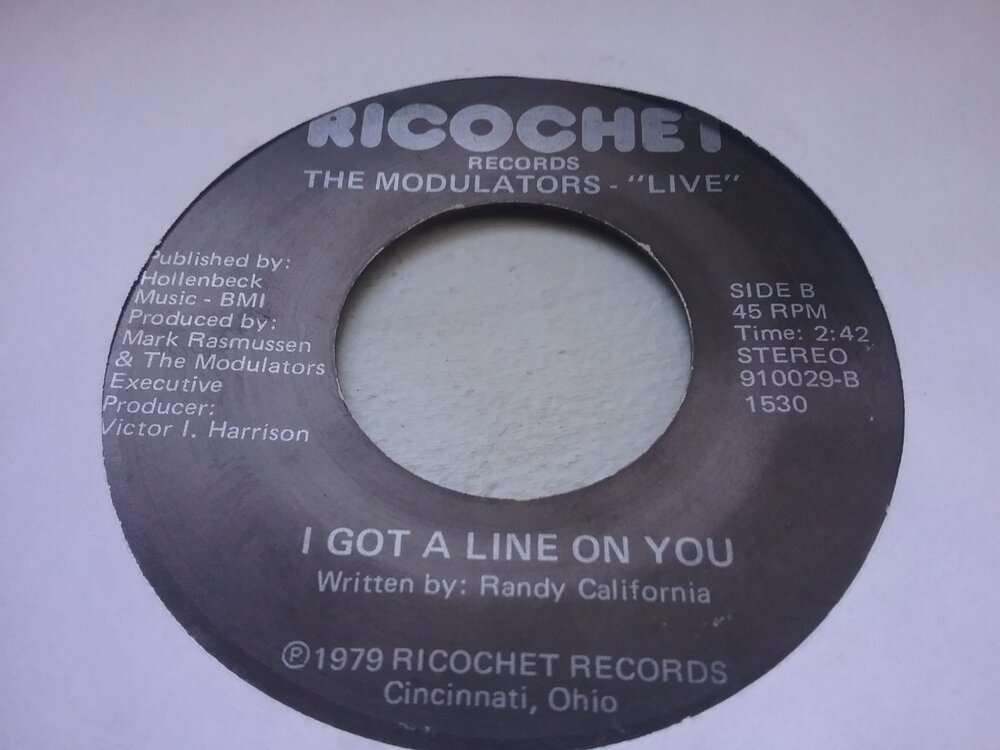 RICOCHET
RECORDS
THE MODULATORS - "LIVE"
Published by:
Hollenbeck
Music - BMI
Produced by:
Mark Rasmussen
& The Modulators
Executive
Producer:
Victor I. Harrison
SIDE B
45 RPM
Time: 2:42
STEREO
910029-B
1530
I GOT A LINE ON YOU
Written by: Randy California
℗1979 RICOCHET RECORDS
Cincinnati, Ohio